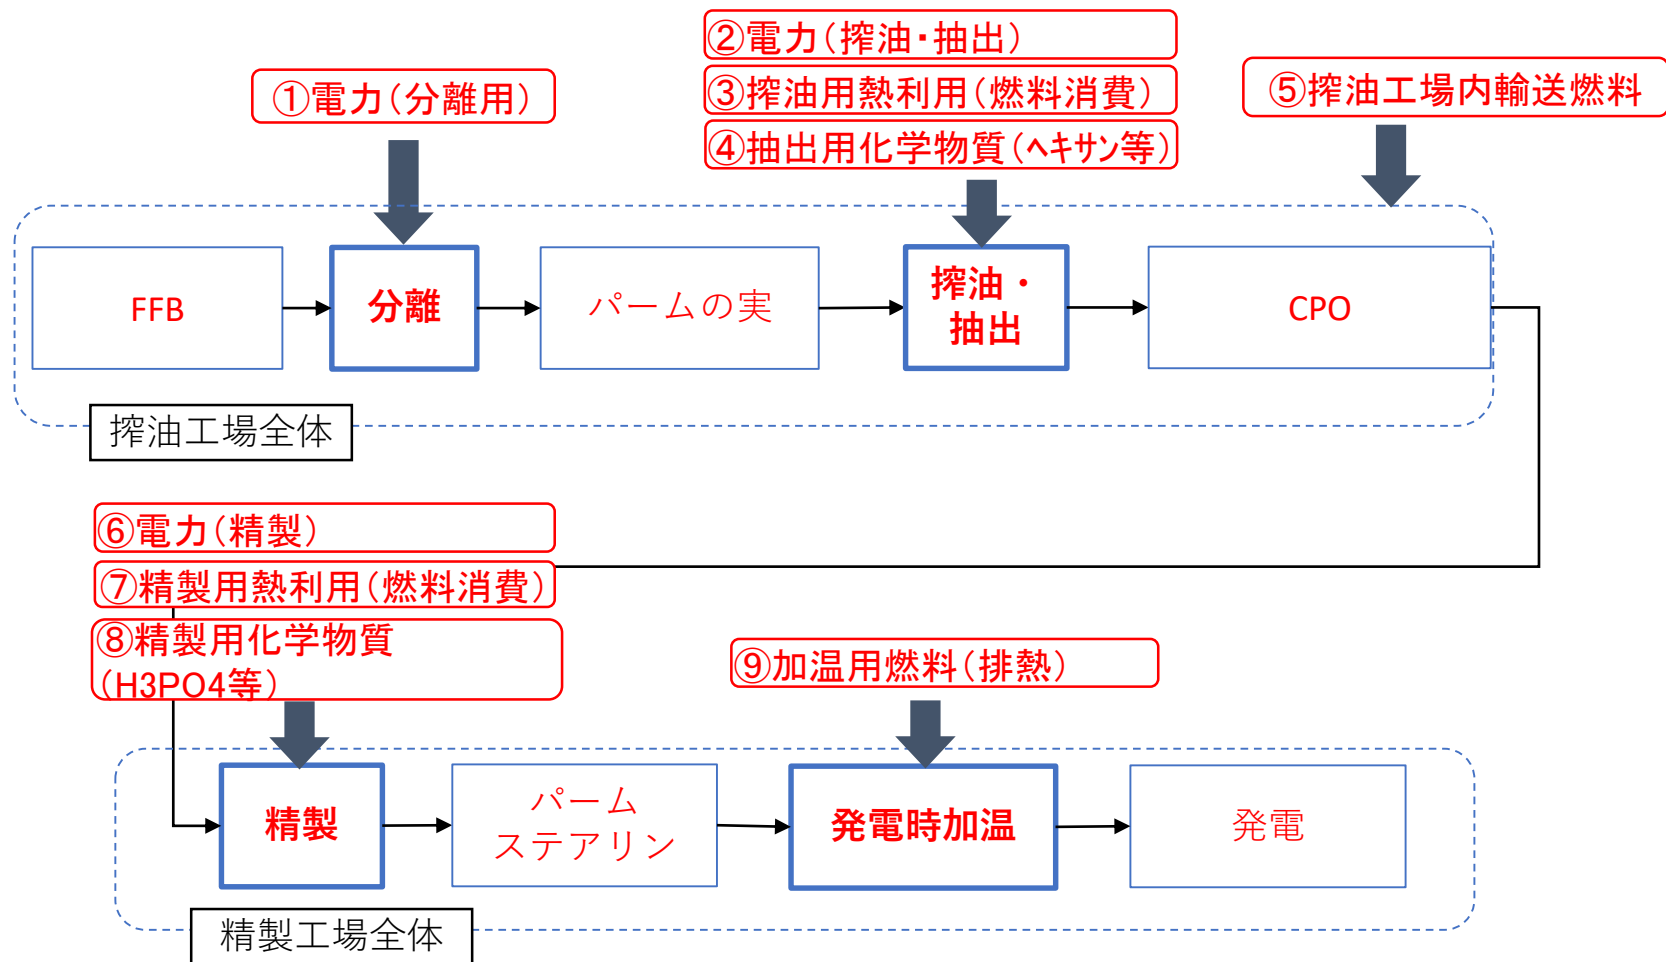 ②電力(搾油・抽出)
①電力(分離用)
③搾油用熱利用(燃料消費)
⑤搾油工場内輸送燃料
④抽出用化学物質(ヘキサン等)
FFB
分離
パームの実
搾油・
抽出
CPO
搾油工場全体
⑥電力(精製)
⑦精製用熱利用(燃料消費)
⑧精製用化学物質
(H3PO4等)
⑨加温用燃料(排熱)
精製
パーム
ステアリン
発電時加温
発電
精製工場全体